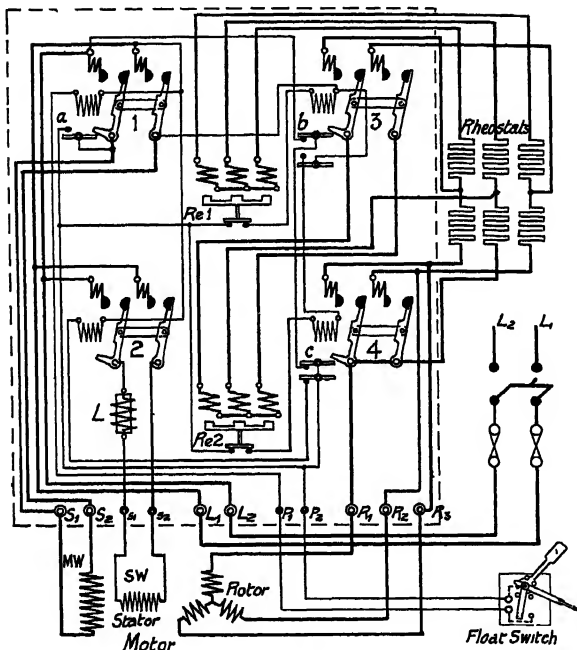 a
1
b
3
Rheostats
Re1
2
L
c
4
Re2
L2 L1
S1 S2 s1 s2 L1 L2 P1 P2 R1 R2 R3
MW
SW
Stator
Motor
Rotor
Float Switch